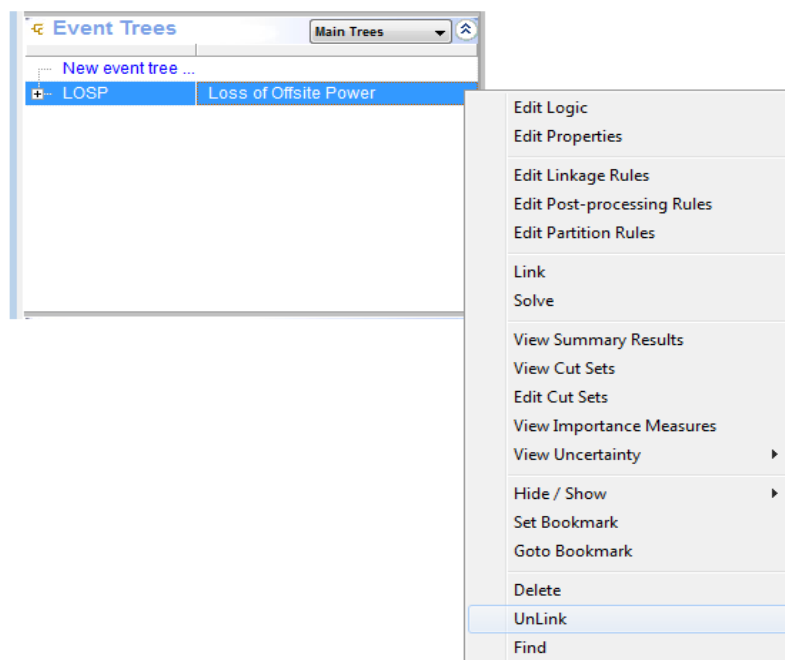 Event Trees
Main Trees
New event tree ...
LOSP Loss of Offsite Power
Edit Logic
Edit Properties
Edit Linkage Rules
Edit Post-processing Rules
Edit Partition Rules
Link
Solve
View Summary Results
View Cut Sets
Edit Cut Sets
View Importance Measures
View Uncertainty
Hide / Show
Set Bookmark
Goto Bookmark
Delete
UnLink
Find